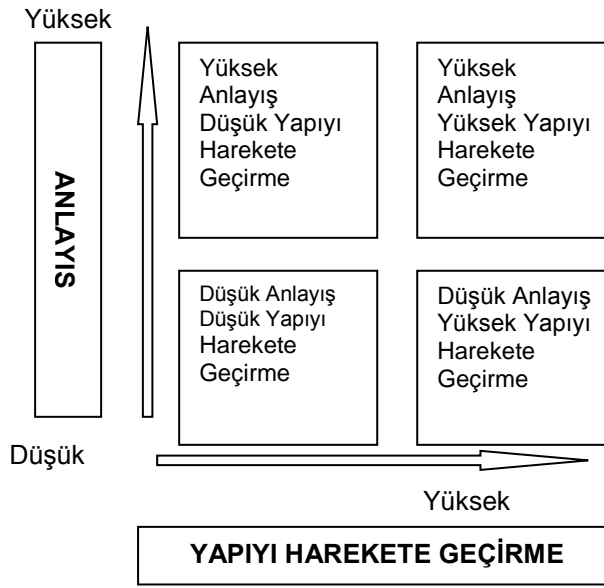 Yüksek
ANLAYIS
Yüksek
Anlayış
Düşük Yapıyı
Harekete
Geçirme
Yüksek
Anlayış
Yüksek Yapıyı
Harekete
Geçirme
Düşük Anlayış
Düşük Yapıyı
Harekete
Geçirme
Düşük Anlayış
Yüksek Yapıyı
Harekete
Geçirme
Düşük
Yüksek
YAPIYI HAREKETE GEÇİRME